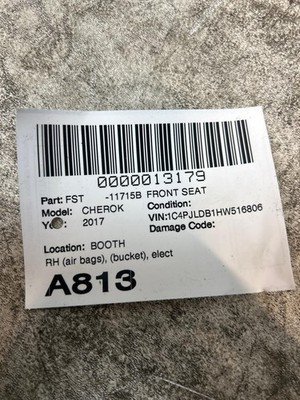 0000013179
Part: FST -11715B FRONT SEAT
Model: CHEROK Condition:
2017 VIN:1C4PJLDB1HW516806
Damage Code:
Location: BOOTH
RH (air bags), (bucket), elect
A813